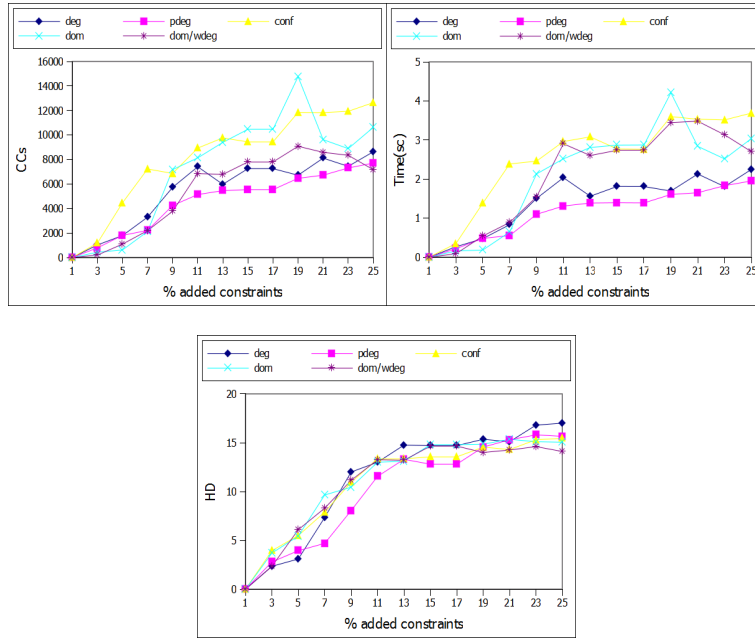 deg pdeg conf
dom dom/wdeg
16000
14000
12000
10000
8000
6000
4000
2000
0
CCs
1 3 5 7 9 11 13 15 17 19 21 23 25
% added constraints
deg pdeg conf
dom dom/wdeg
5
4
3
2
1
0
Time(sc)
1 3 5 7 9 11 13 15 17 19 21 23 25
% added constraints
deg pdeg conf
dom dom/wdeg
20
15
10
5
0
HD
1 3 5 7 9 11 13 15 17 19 21 23 25
% added constraints